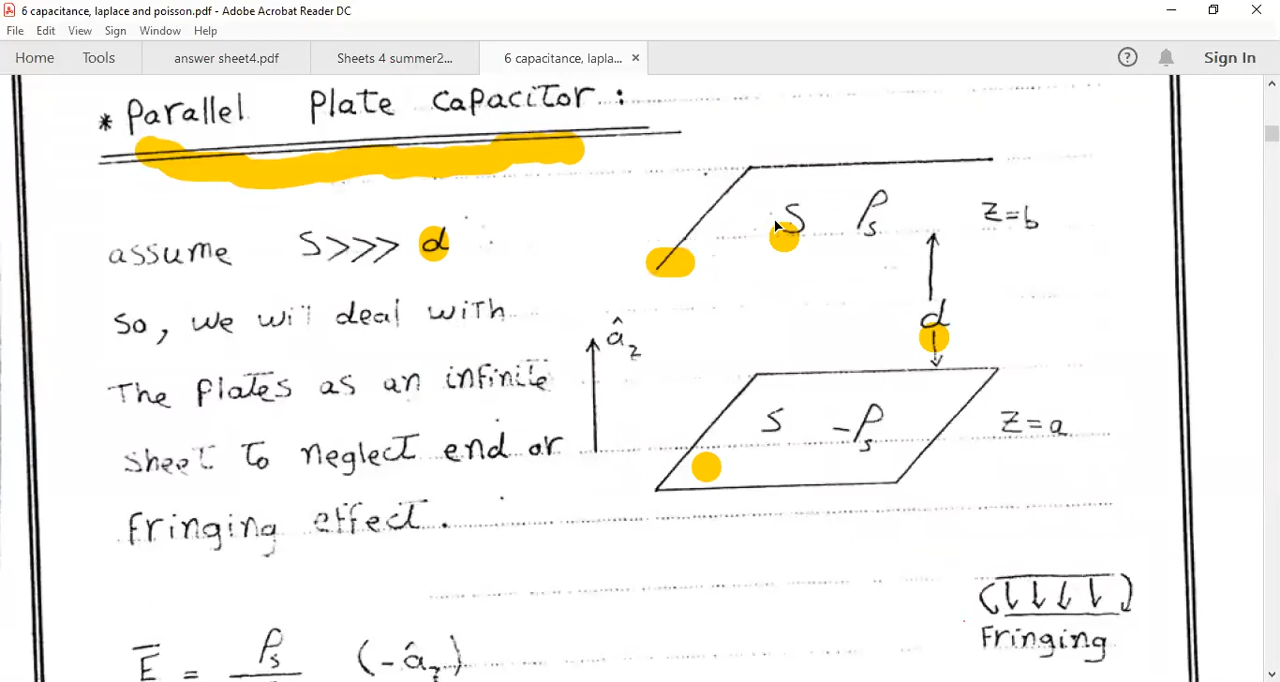 6 capacitance, laplace and poisson.pdf - Adobe Acrobat Reader DC
File Edit View Sign Window Help
Home Tools answer sheet4.pdf Sheets 4 summr2... 6 capacitance, lapla... × ? Sign In
* Parallel Plate capacitor :
S ρs z=b
assume S>>> d
d
So, we will deal with
âz
The plates as an infinite
S -ρs z=a
sheet to neglect end or
fringing effect.
Fringing
E̅ = ρs (-âz)